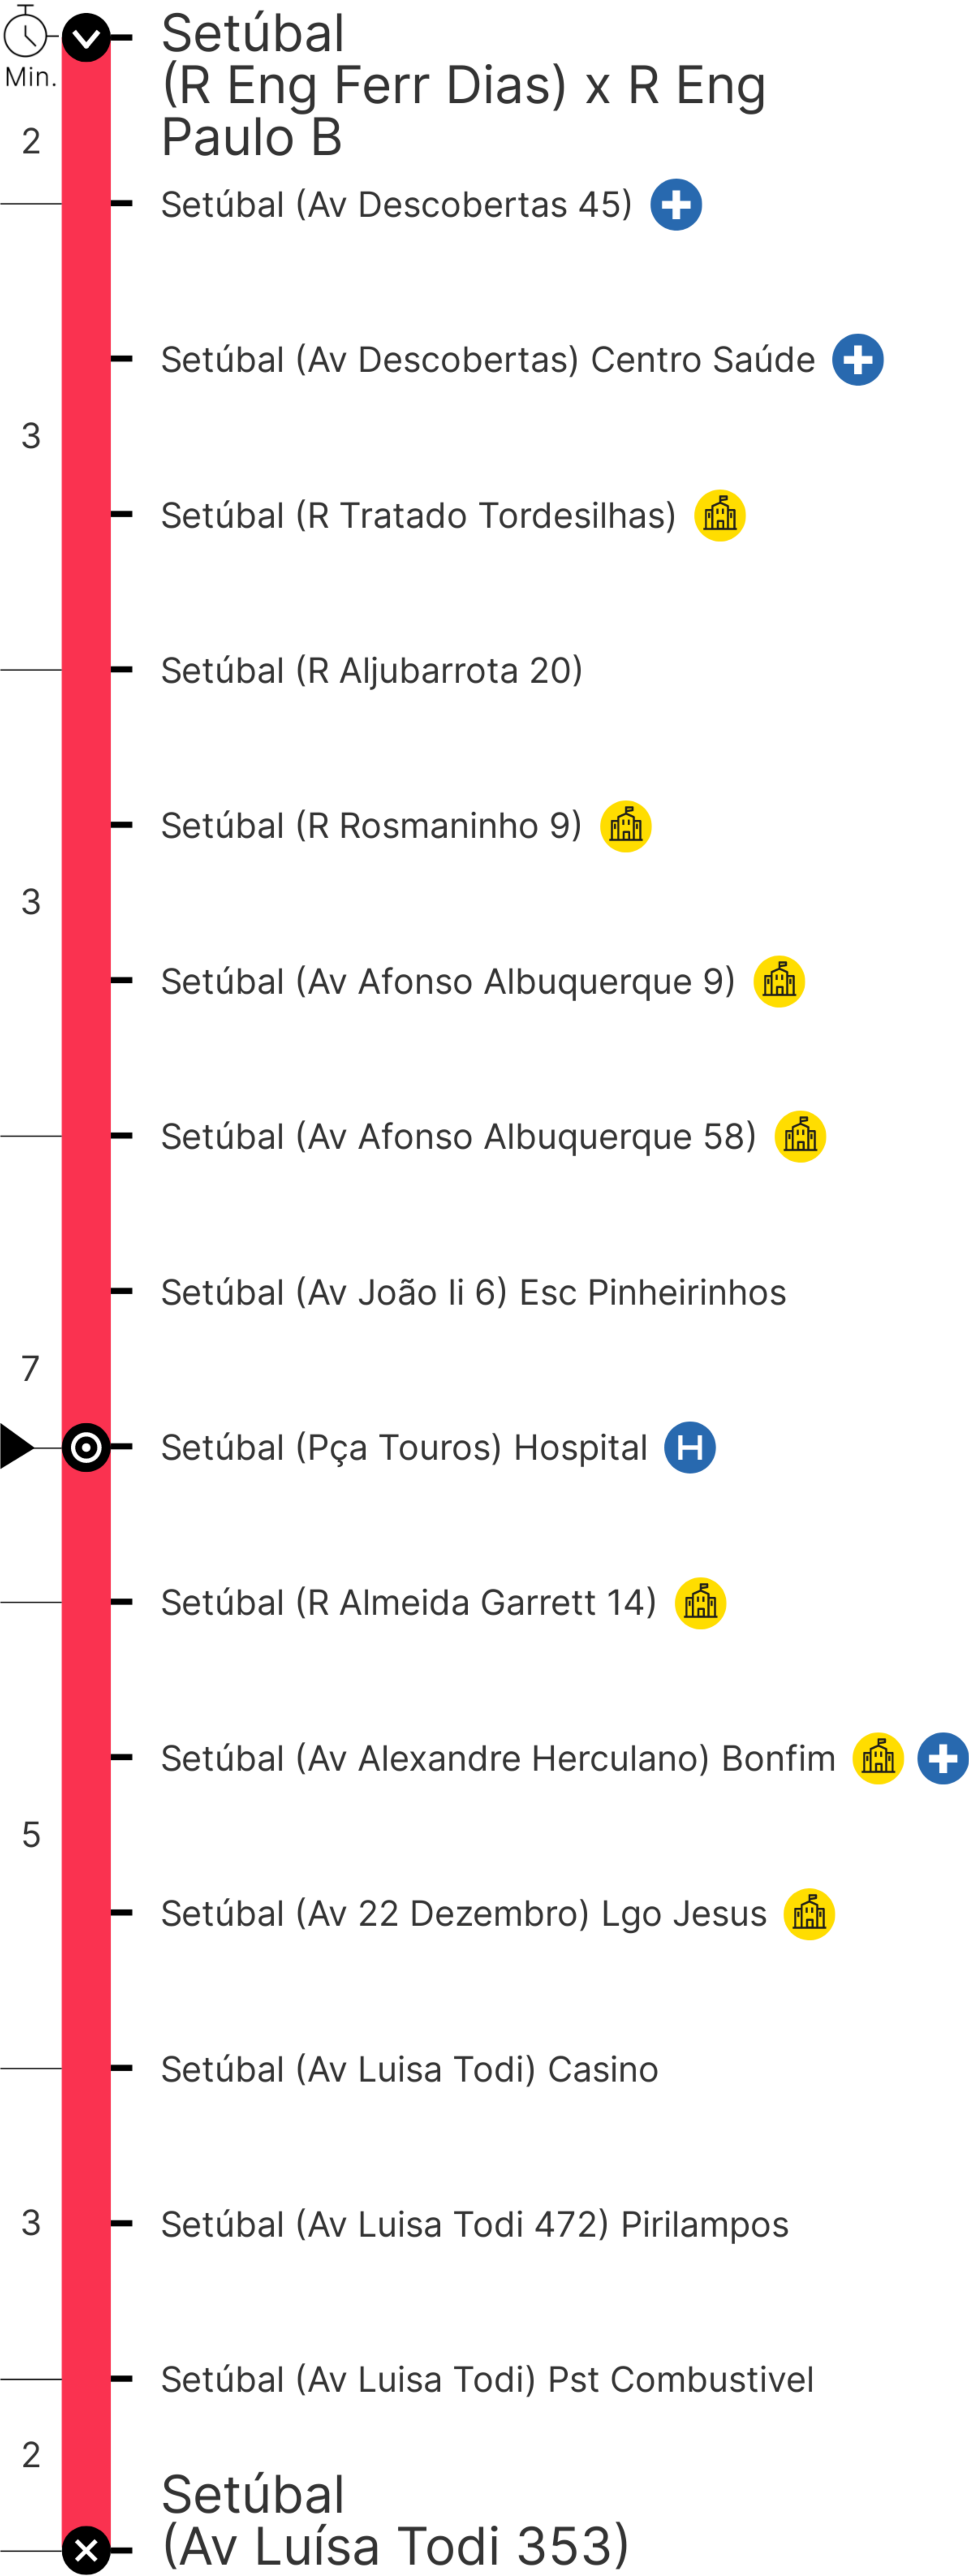 Setúbal
(R Eng Ferr Dias) x R Eng
Paulo B
Min.
2
Setúbal (Av Descobertas 45)
Setúbal (Av Descobertas) Centro Saúde
3
Setúbal (R Tratado Tordesilhas)
Setúbal (R Aljubarrota 20)
Setúbal (R Rosmaninho 9)
3
Setúbal (Av Afonso Albuquerque 9)
Setúbal (Av Afonso Albuquerque 58)
Setúbal (Av João Ii 6) Esc Pinheirinhos
7
Setúbal (Pça Touros) Hospital H
Setúbal (R Almeida Garrett 14)
Setúbal (Av Alexandre Herculano) Bonfim
5
Setúbal (Av 22 Dezembro) Lgo Jesus
Setúbal (Av Luisa Todi) Casino
3 Setúbal (Av Luisa Todi 472) Pirilampos
Setúbal (Av Luisa Todi) Pst Combustivel
2
Setúbal
(Av Luísa Todi 353)